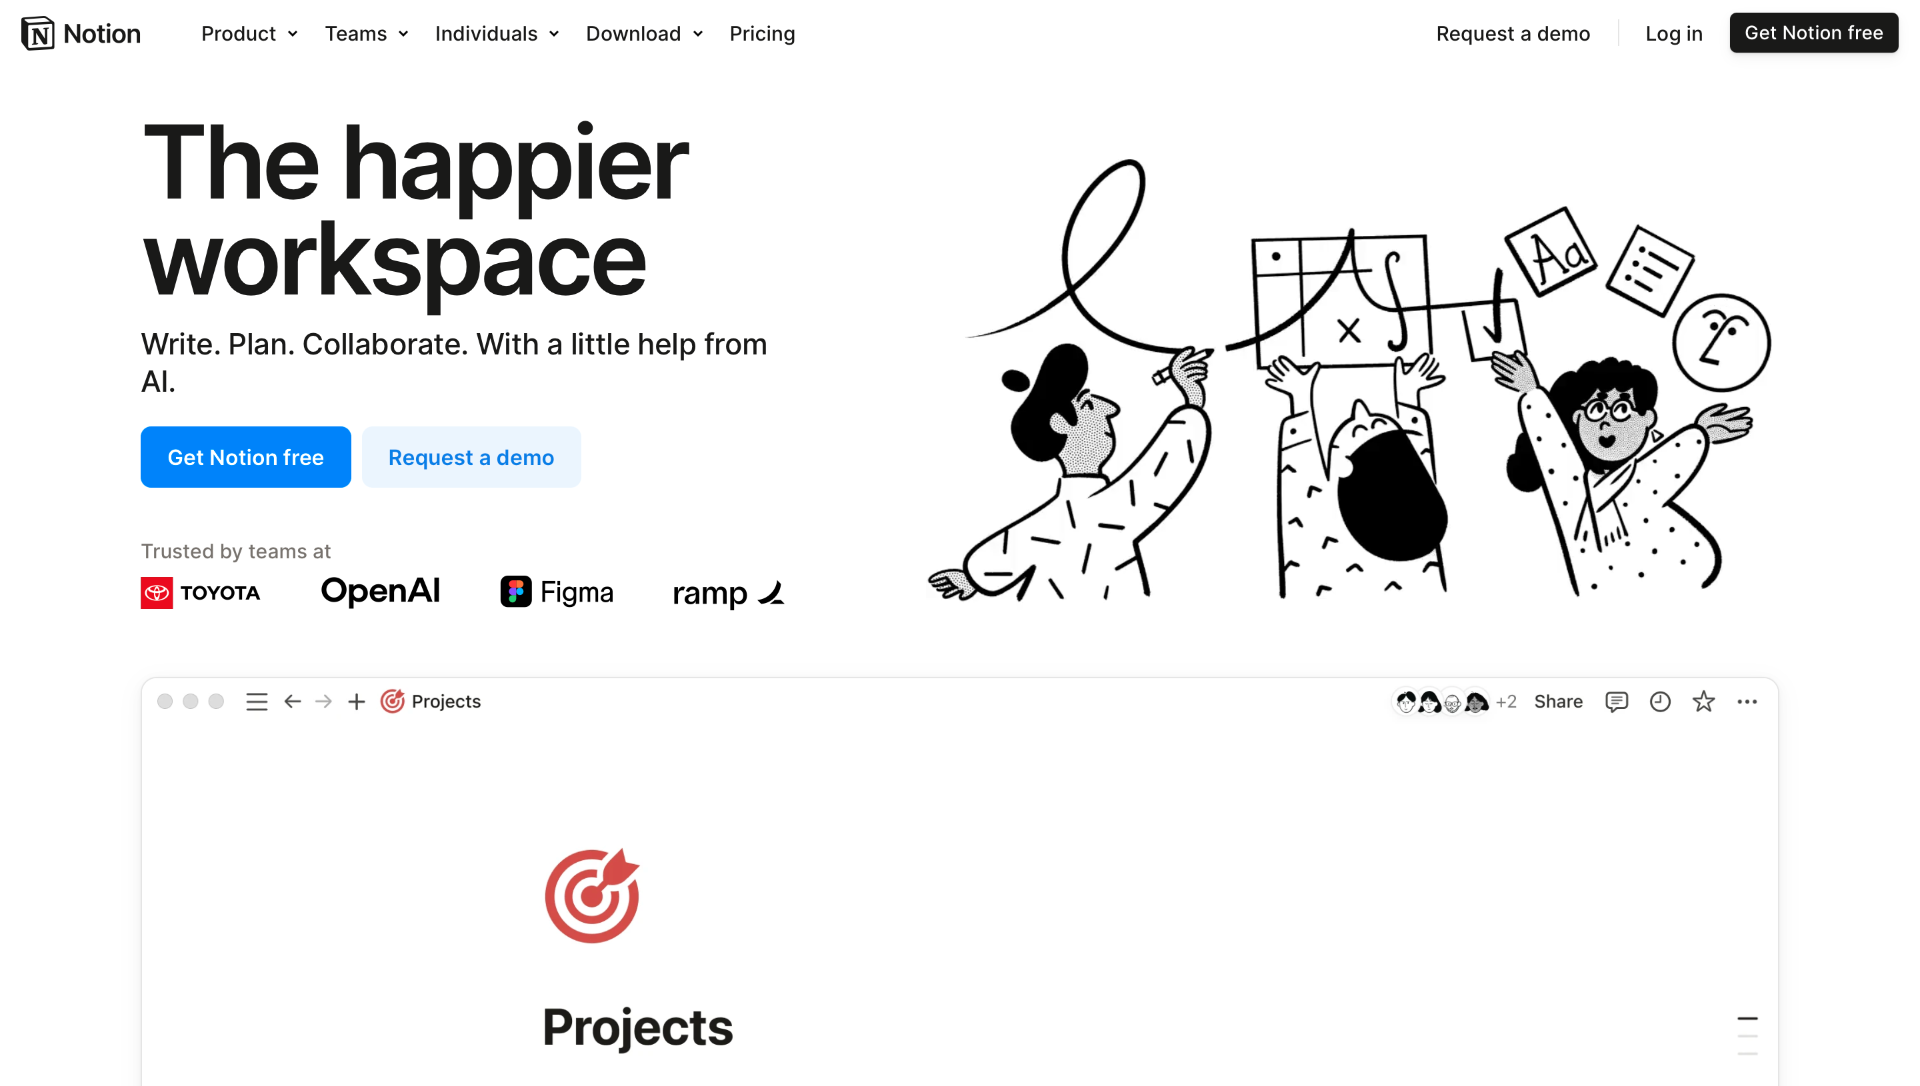 Notion Product Teams Individuals Download Pricing Request a demo Log in Get Notion free
The happier
workspace
Write. Plan. Collaborate. With a little help from
AI.
Get Notion free Request a demo
Aa
x
Trusted by teams at
TOYOTA OpenAI Figma ramp
Projects +2 Share
Projects